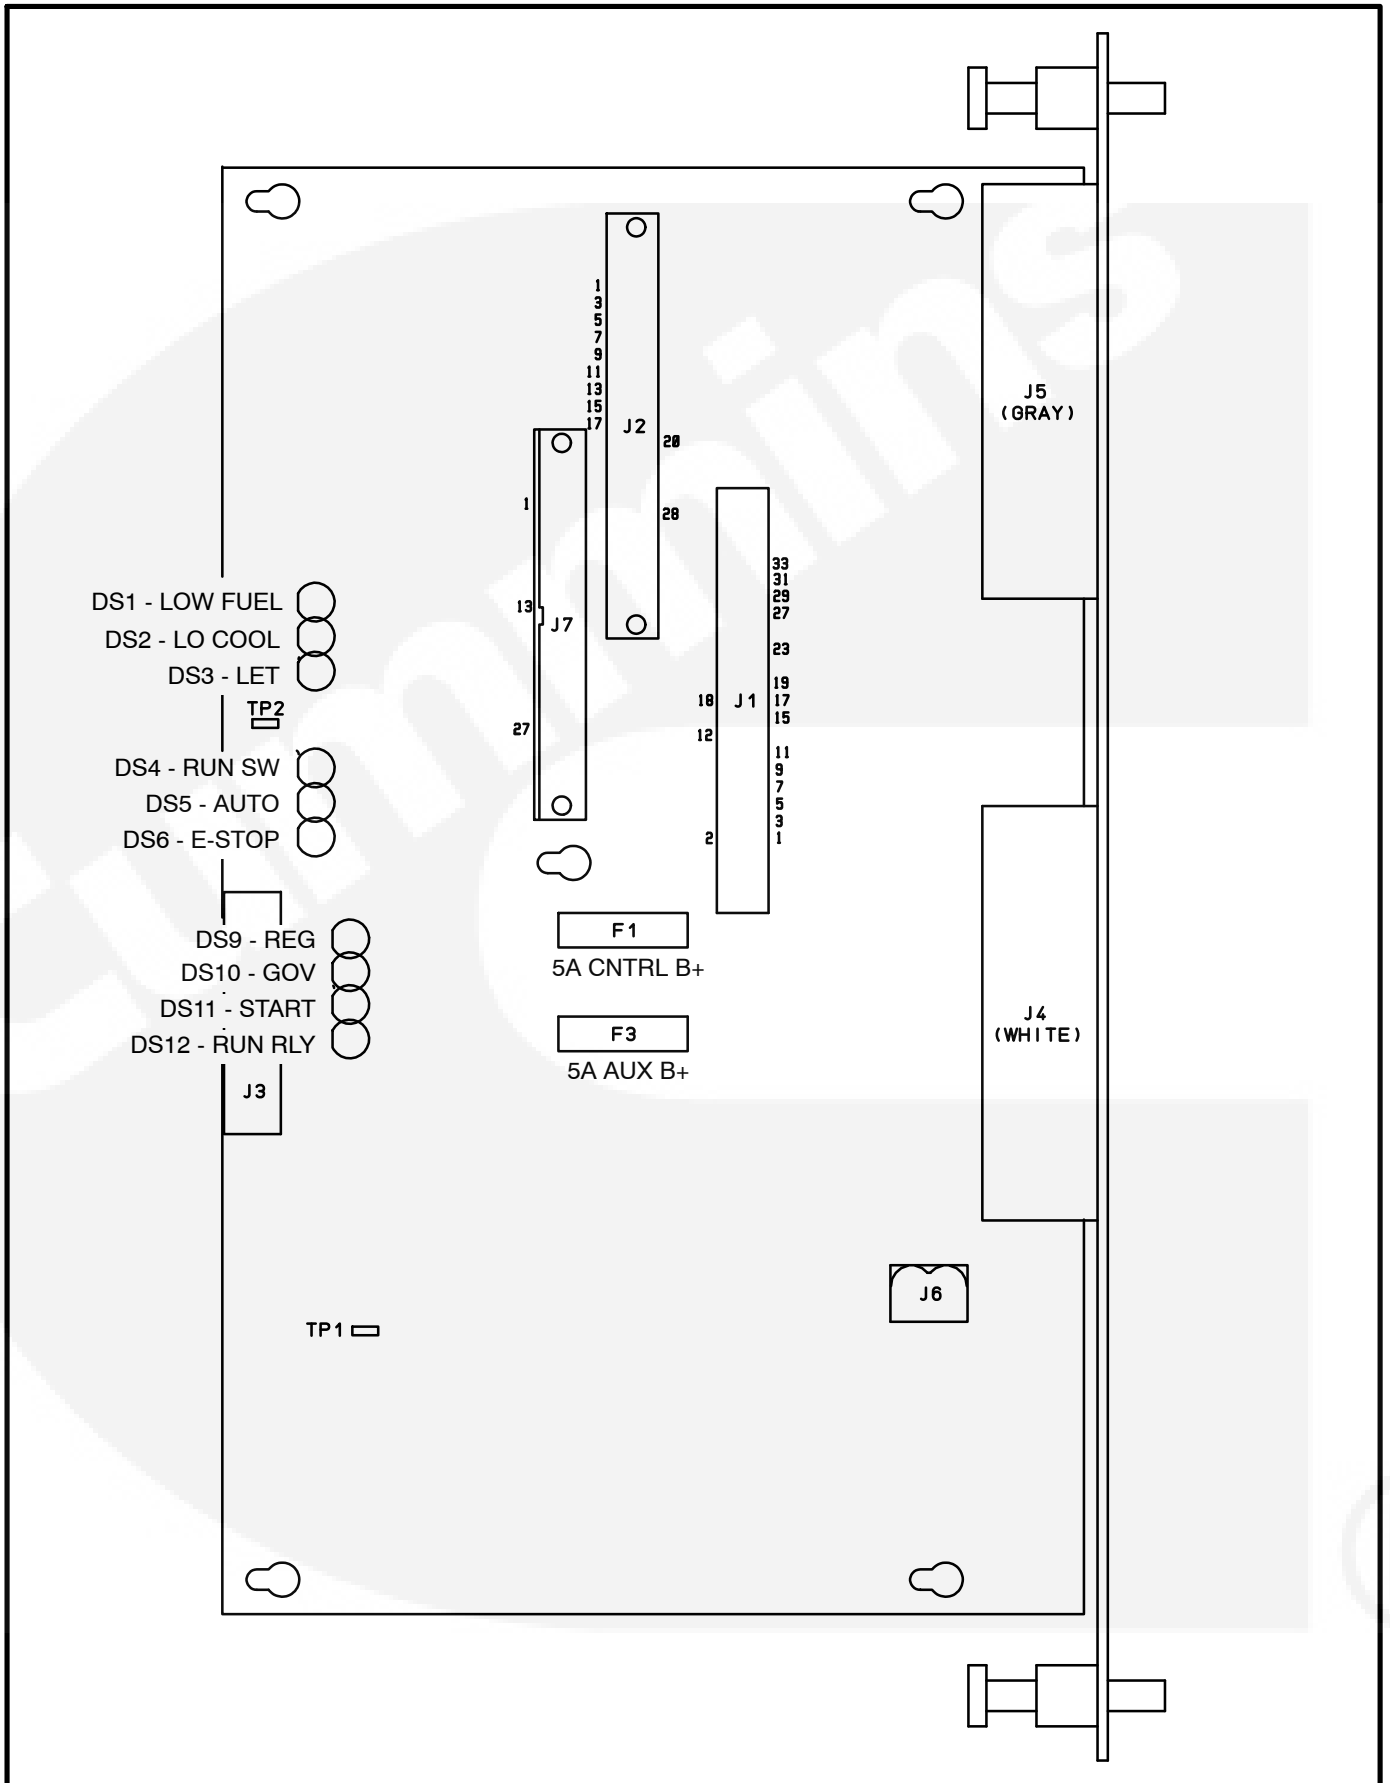 1
3
5
7
9
11
13
15
17
J2
20
28
J5
(GRAY)
1
13
J7
27
33
31
29
27
23
19
17
15
11
9
7
5
3
1
18
12
2
J1
DS1 - LOW FUEL
DS2 - LO COOL
DS3 - LET
TP2
DS4 - RUN SW
DS5 - AUTO
DS6 - E-STOP
DS9 - REG
DS10 - GOV
DS11 - START
DS12 - RUN RLY
J3
F1
5A CNTRL B+
F3
5A AUX B+
J4
(WHITE)
J6
TP1
Cummins